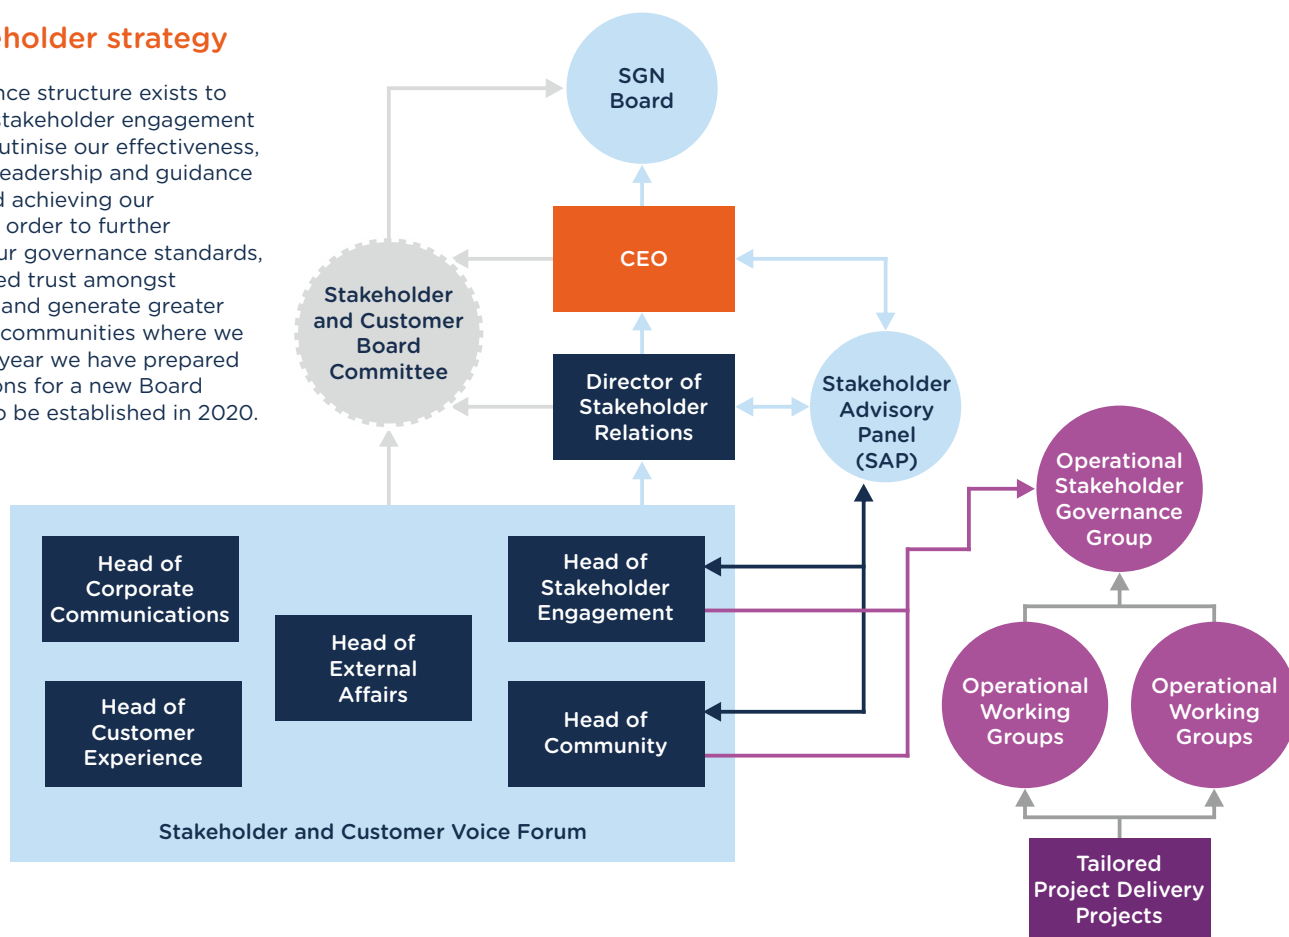 eholder strategy
nce structure exists to
stakeholder engagement
utinise our effectiveness,
leadership and guidance
d achieving our
order to further
ur governance standards,
ed trust amongst
and generate greater
communities where we
year we have prepared
ons for a new Board
o be established in 2020.
SGN
Board
CEO
Stakeholder
and Customer
Board
Committee
Director of
Stakeholder
Relations
Stakeholder
Advisory
Panel
(SAP)
Operational
Stakeholder
Governance
Group
Head of
Corporate
Communications
Head of
External
Affairs
Head of
Stakeholder
Engagement
Head of
Customer
Experience
Head of
Community
Stakeholder and Customer Voice Forum
Operational
Working
Groups
Operational
Working
Groups
Tailored
Project Delivery
Projects